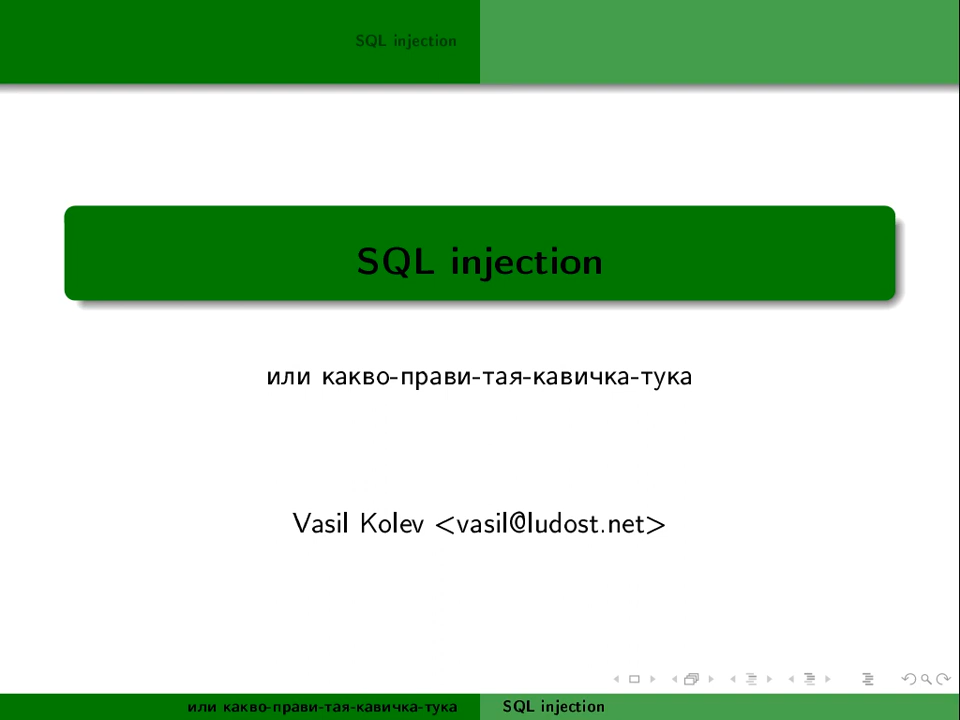 SQL injection
SQL injection
или какво-прави-тая-кавичка-тука
Vasil Kolev <vasil@ludost.net>
или какво-прави-тая-кавичка-тука SQL injection